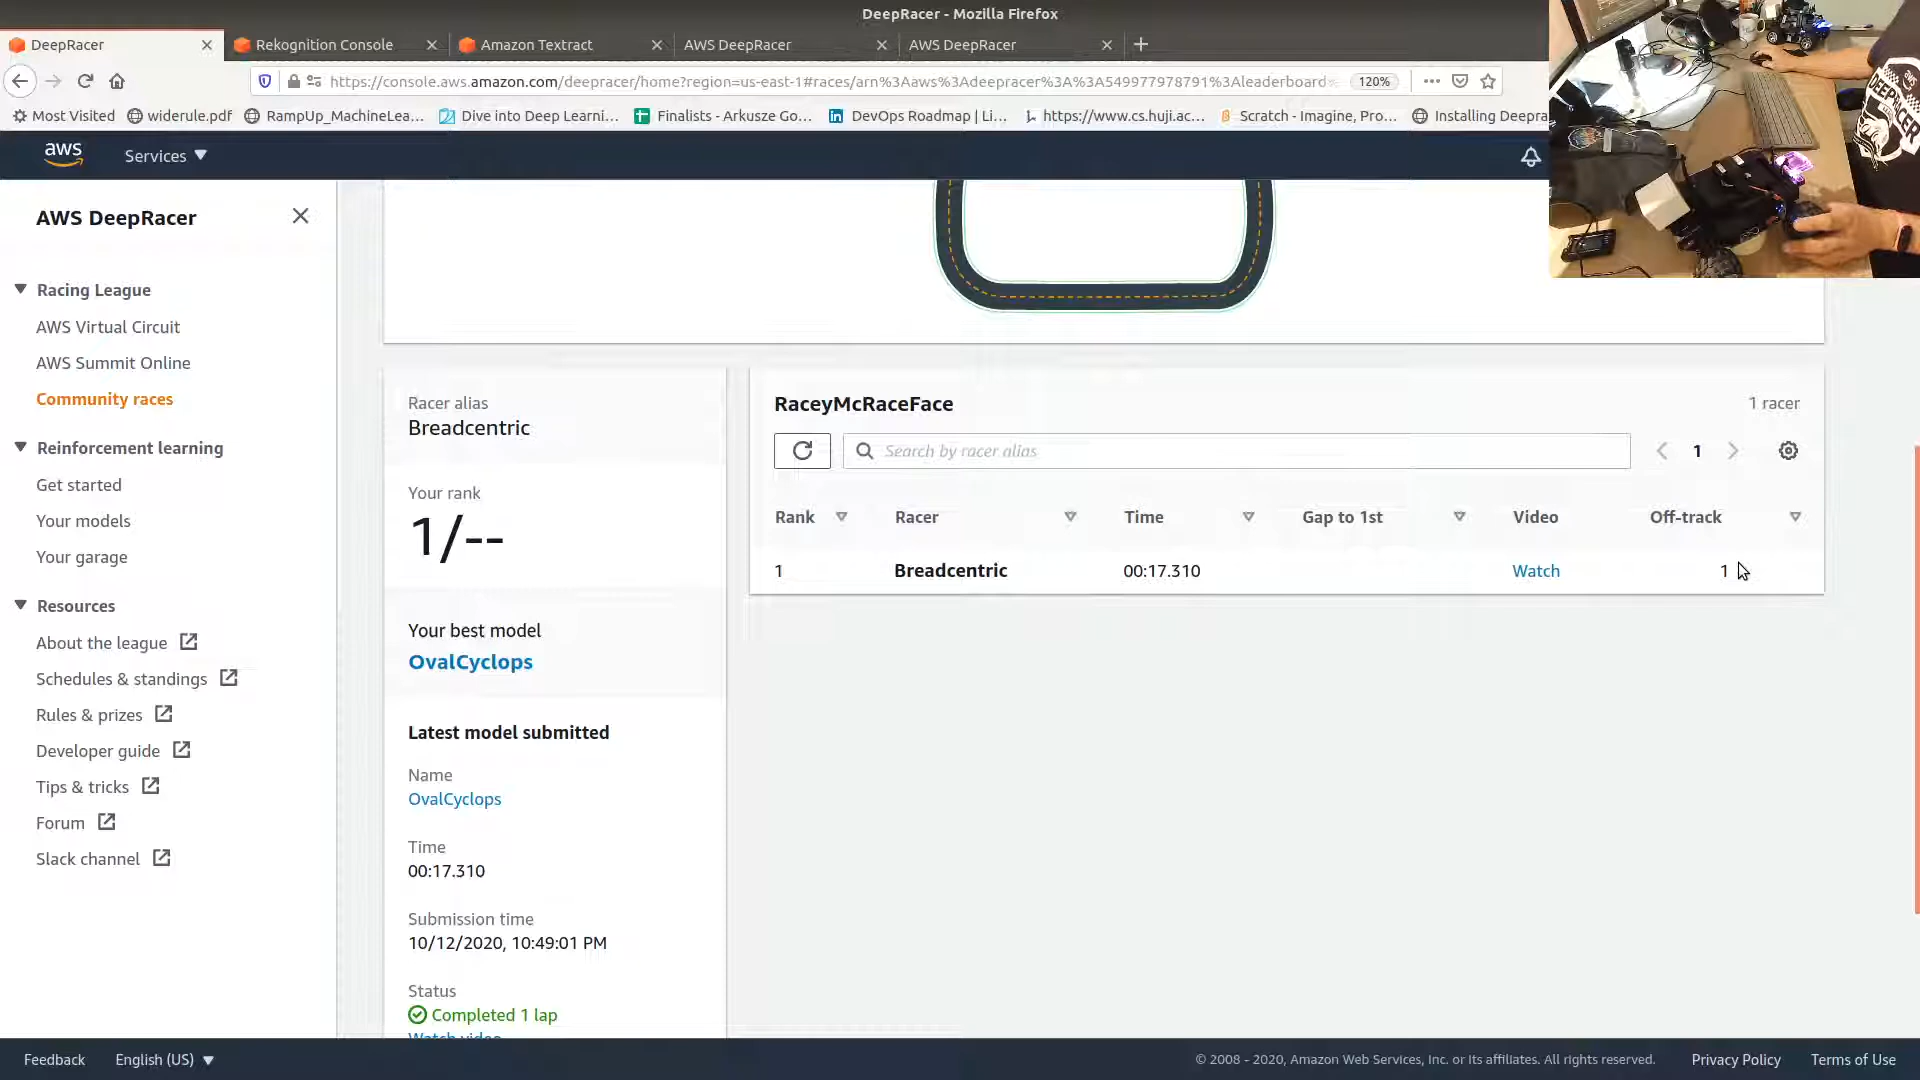 DeepRacer - Mozilla Firefox
DeepRacer
Rekognition Console
Amazon Textract
AWS DeepRacer
AWS DeepRacer
https://console.aws.amazon.com/deepracer/home?region=us-east-1#races/arn%3Aaws%3Adeepracer%3A%3A549977978791%3Aleaderboard
120%
Most Visited
widerule.pdf
RampUp_MachineLea...
Dive into Deep Learni...
Finalists - Arkusze Go...
DevOps Roadmap | Li...
https://www.cs.huji.ac...
Scratch - Imagine, Pro...
Installing Deepra
aws
Services
DEEPRACER
AWS DeepRacer
Racing League
AWS Virtual Circuit
AWS Summit Online
Community races
Reinforcement learning
Get started
Your models
Your garage
Resources
About the league
Schedules & standings
Rules & prizes
Developer guide
Tips & tricks
Forum
Slack channel
Racer alias
Breadcentric
Your rank
1/--
Your best model
OvalCyclops
Latest model submitted
Name
OvalCyclops
Time
00:17.310
Submission time
10/12/2020, 10:49:01 PM
Status
Completed 1 lap
Watch video
RaceyMcRaceFace
1 racer
Search by racer alias
1
Rank Racer Time Gap to 1st Video Off-track
1 Breadcentric 00:17.310 Watch 1
Feedback
English (US)
© 2008 - 2020, Amazon Web Services, Inc. or its affiliates. All rights reserved.
Privacy Policy
Terms of Use